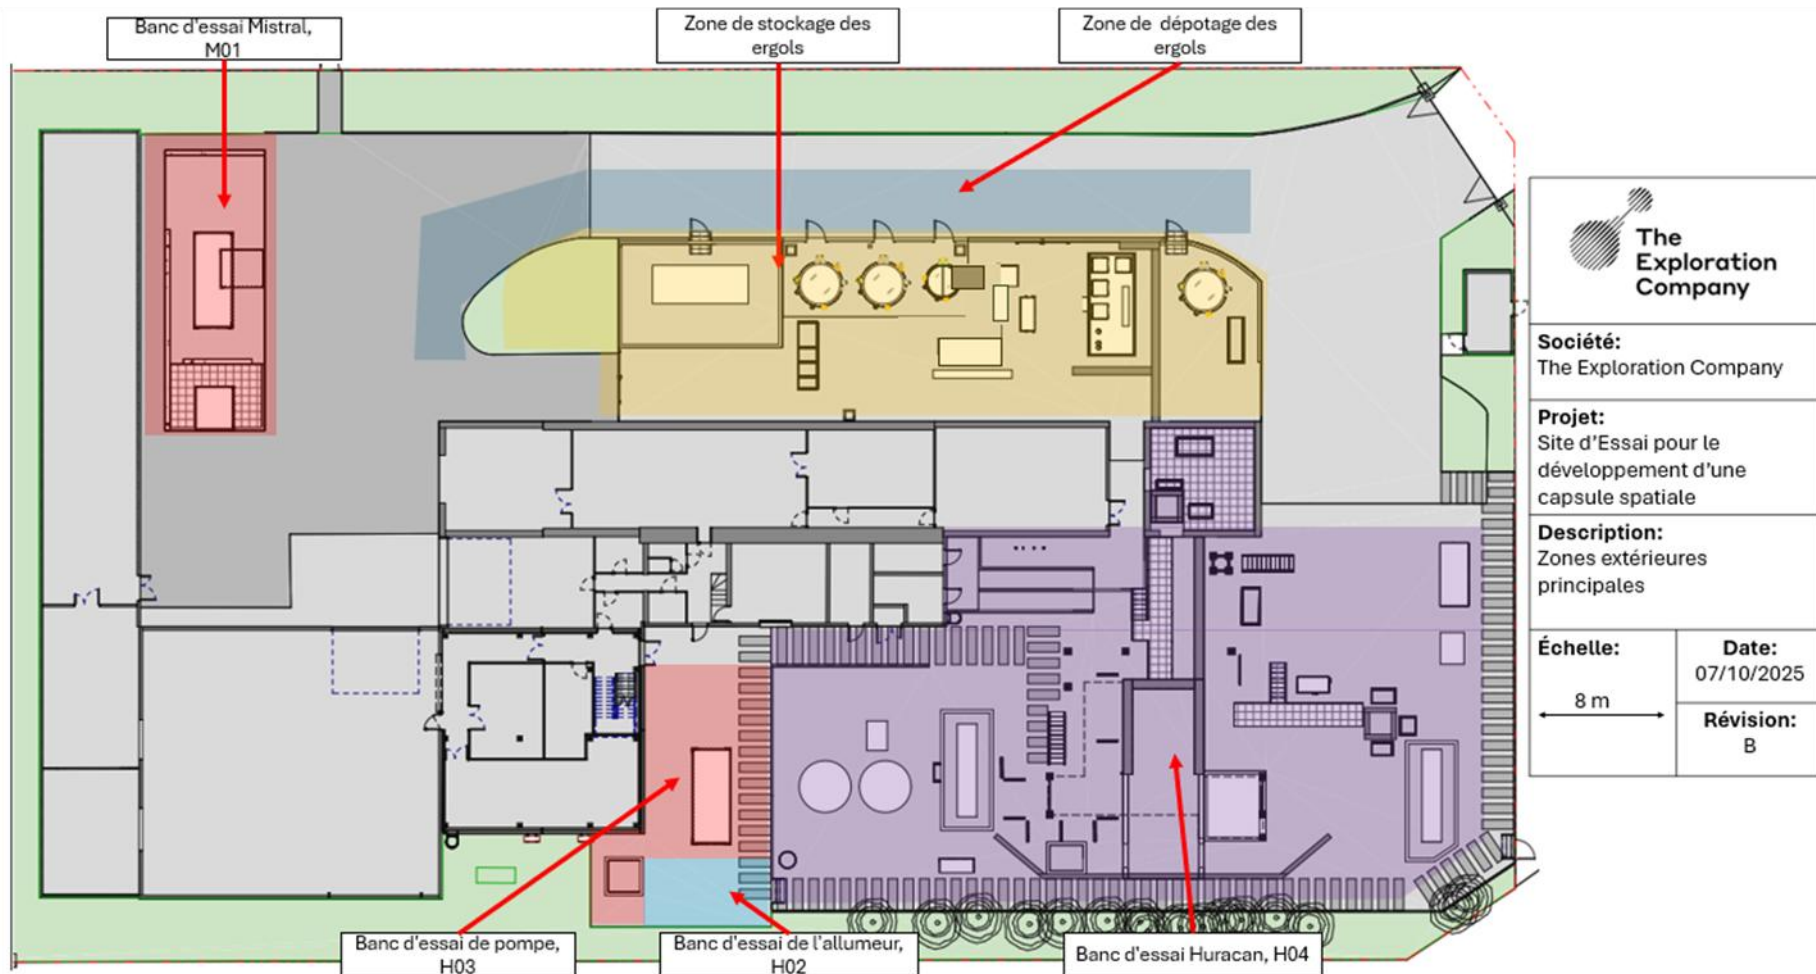 Banc d'essai Mistral,
M01
Zone de stockage des
ergols
Zone de dépotage des
ergols
The
Exploration
Company
Société:
The Exploration Company
Projet:
Site d'Essai pour le
développement d'une
capsule spatiale
Description:
Zones extérieures
principales
Échelle:
8 m
Date:
07/10/2025
Révision:
B
Banc d'essai de pompe,
H03
Banc d'essai de l'allumeur,
H02
Banc d'essai Huracan, H04